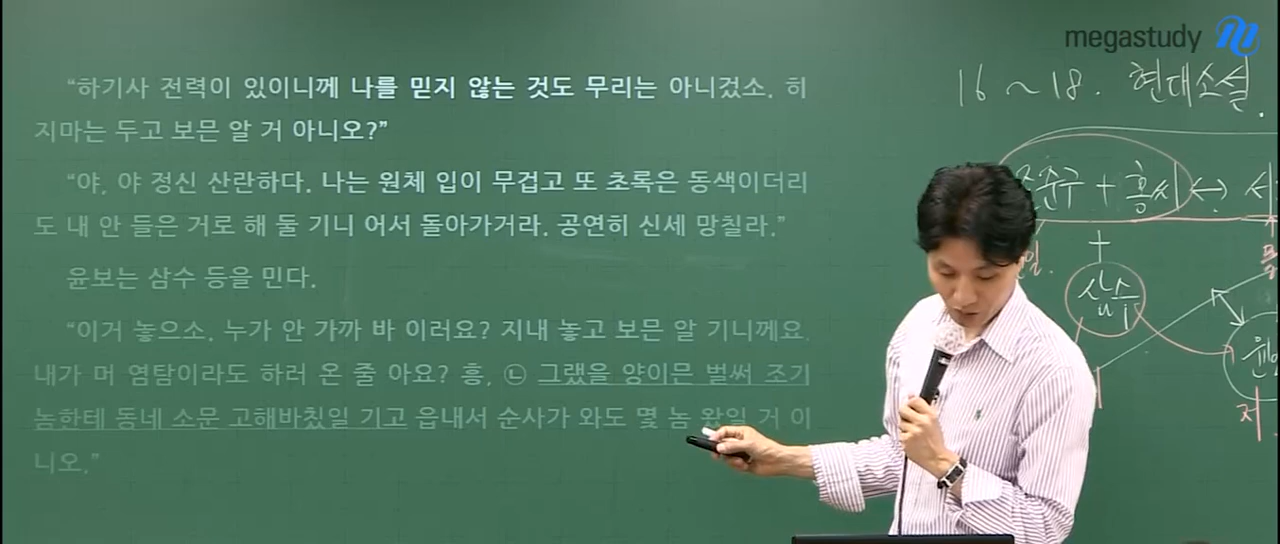 megastudy
“하기사 전력이 있이니께 나를 믿지 않는 것도 무리는 아니겄소. 히
지마는 두고 보믄 알 거 아니오?”
“야, 야 정신 산란하다. 나는 원체 입이 무겁고 또 초록은 동색이더리
도 내 안 들은 거로 해 둘 기니 어서 돌아가거라. 공연히 신세 망칠라.”
윤보는 삼수 등을 민다.
“이거 놓으소. 누가 안 가까 바 이러요? 지내 놓고 보믄 알 기니께요.
내가 머 염탐이라도 하러 온 줄 아요? 흥, ㉡ 그랬을 양이믄 벌써 조기
놈한테 동네 소문 고해바칬일 기고 읍내서 순사가 와도 몇 놈 왔일 거 이
니오.”
16 ~ 18. 현대소설.
준구 + 홍씨 ↔ 서
일.
+
삼수
저